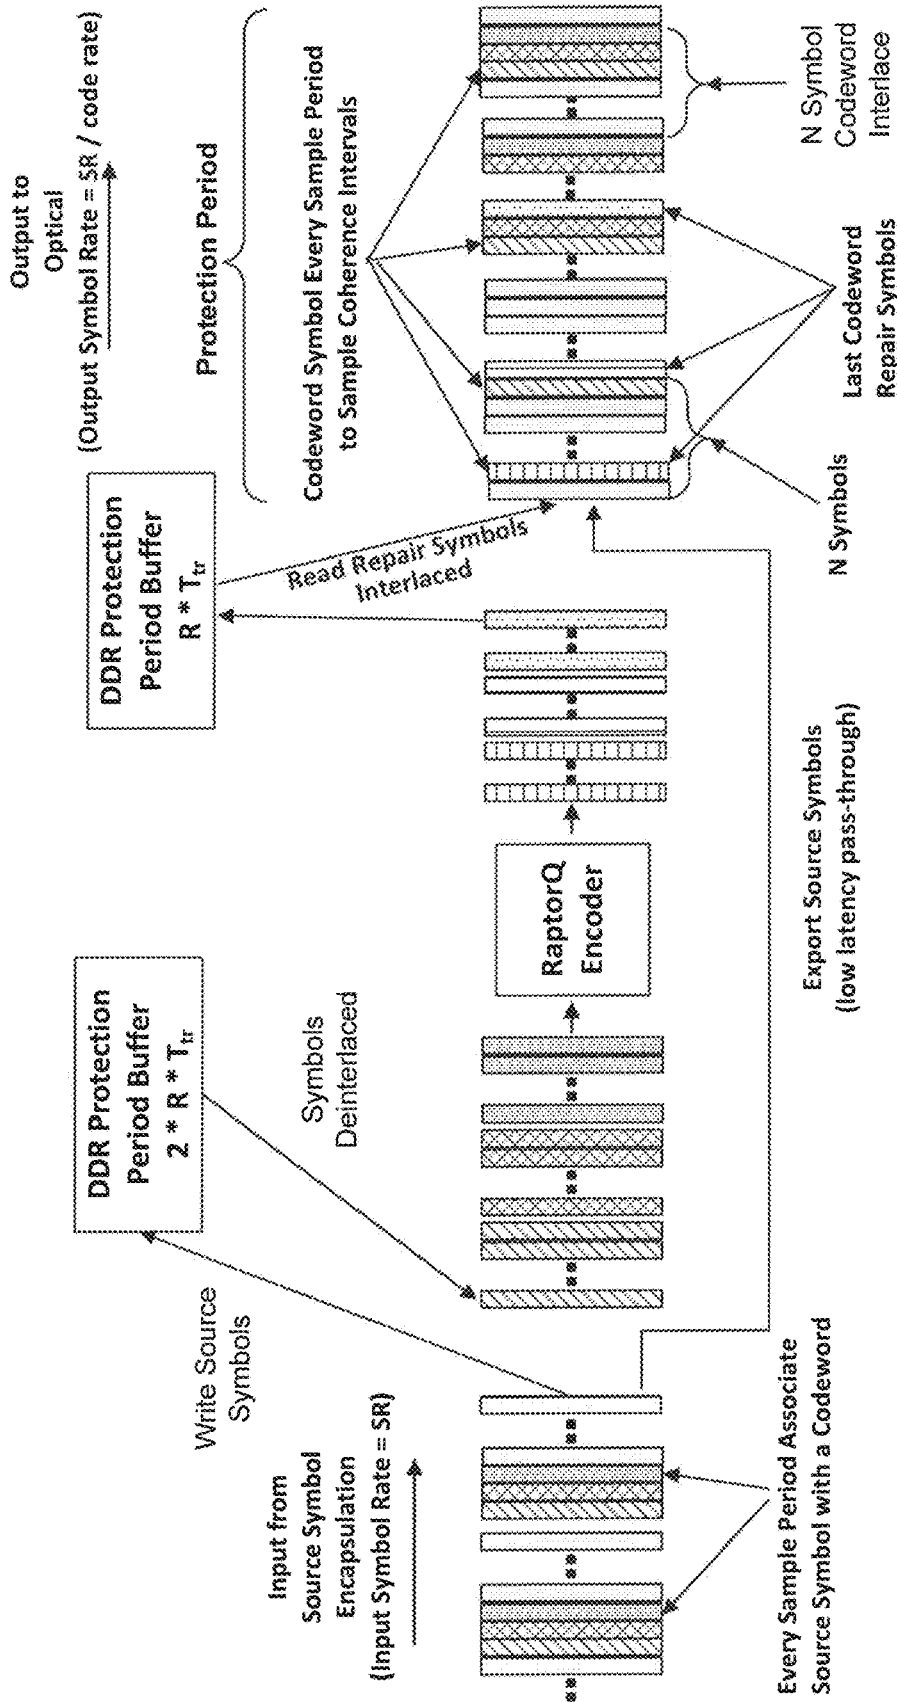 Input from
Source Symbol
Encapsulation
(Input Symbol Rate = SR)
Every Sample Period Associate
Source Symbol with a Codeword
Write Source
Symbols
DDR Protection
Period Buffer
2 * R * Ttr
Symbols
Deinterlaced
RaptorQ
Encoder
Export Source Symbols
(low latency pass-through)
DDR Protection
Period Buffer
R * Ttr
Read Repair Symbols
Interlaced
Output to
Optical
(Output Symbol Rate = SR / code rate)
Protection Period
Codeword Symbol Every Sample Period
to Sample Coherence Intervals
N Symbols
Last Codeword
Repair Symbols
N Symbol
Codeword
Interlace